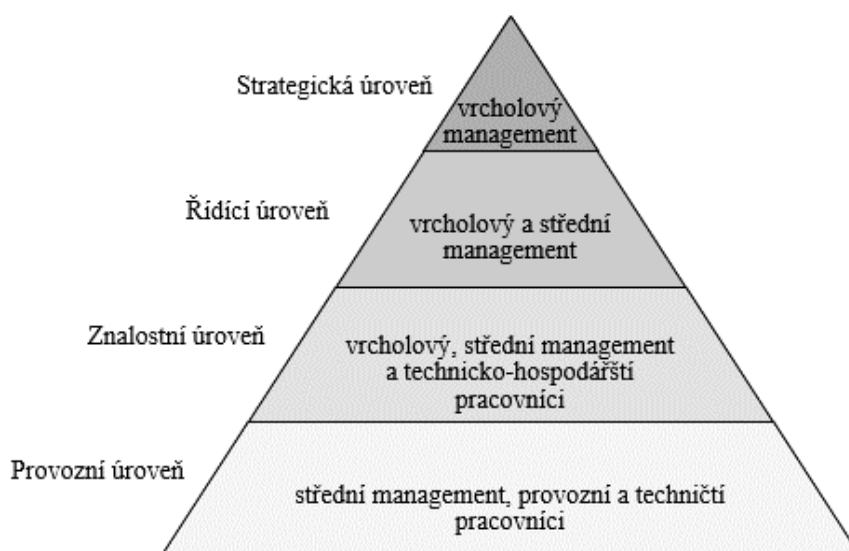 Strategická úroveň
vrcholový
management
Řídící úroveň
vrcholový a střední
management
Znalostní úroveň
vrcholový, střední management
a technicko-hospodářští
pracovníci
Provozní úroveň
střední management, provozní a techničtí
pracovníci